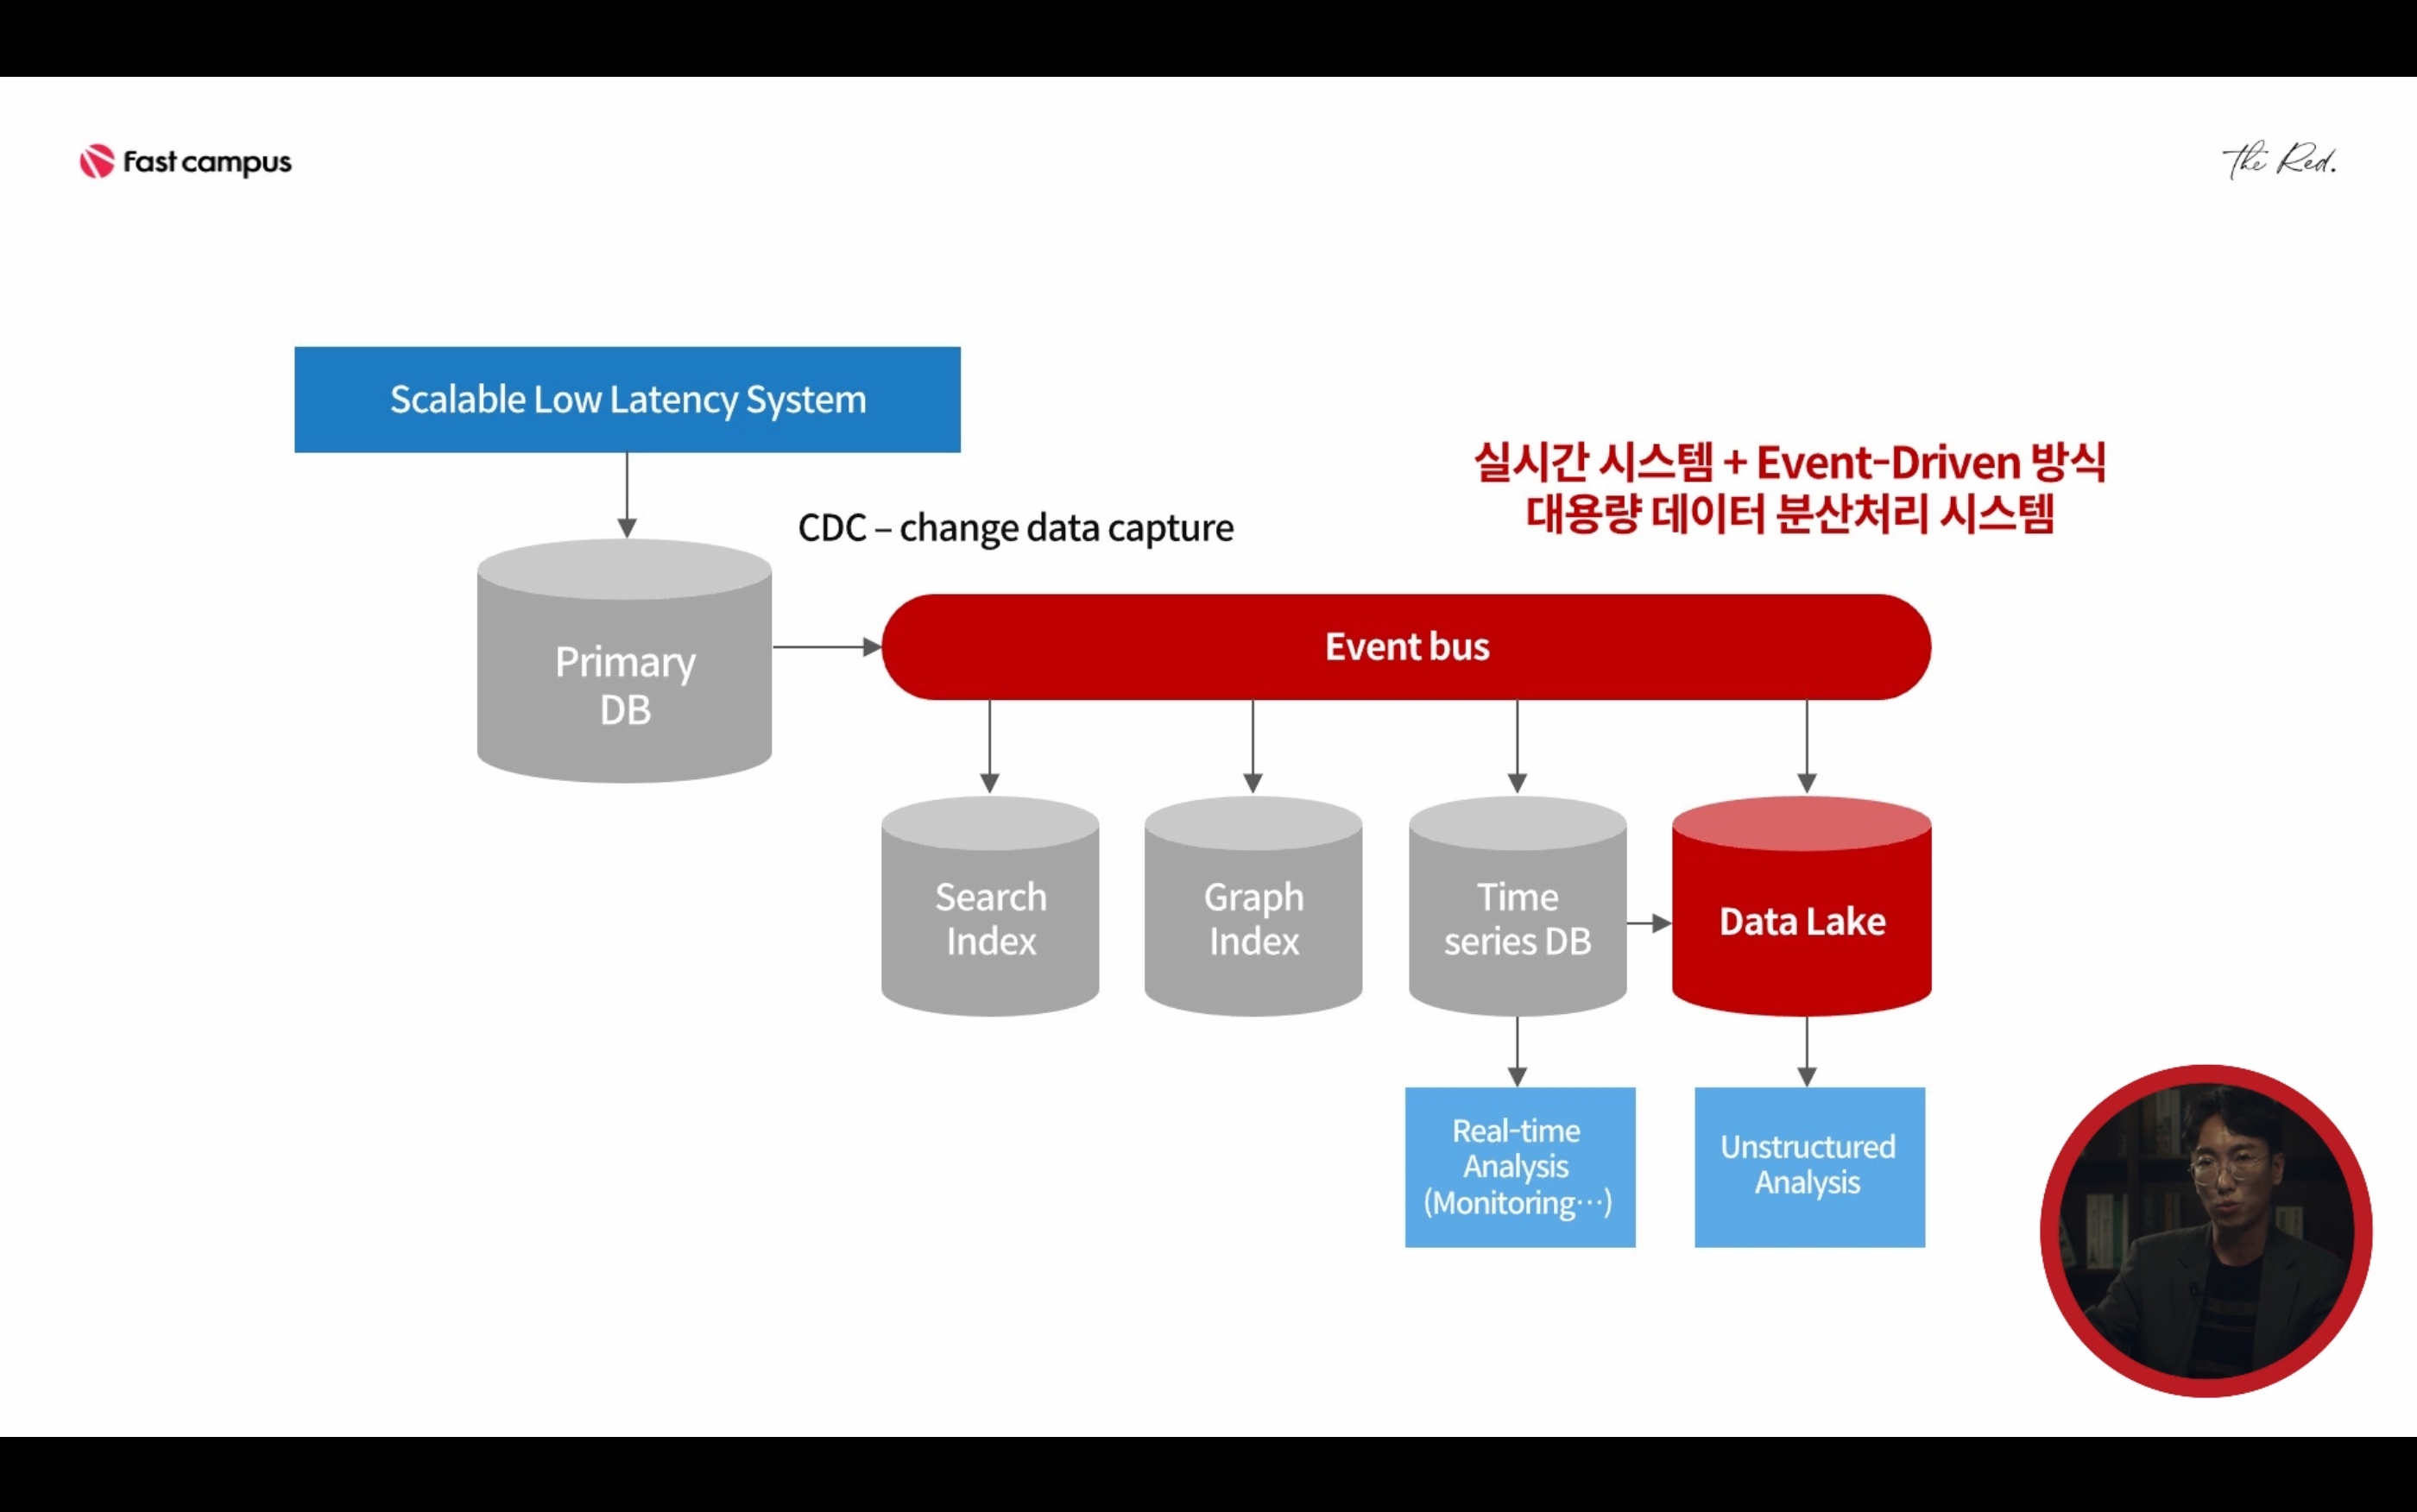 Fast campus
The Red.
Scalable Low Latency System
실시간 시스템 + Event-Driven 방식
대용량 데이터 분산처리 시스템
CDC – change data capture
Event bus
Primary
DB
Search
Index
Graph
Index
Time
series DB
Data Lake
Real-time
Analysis
(Monitoring…)
Unstructured
Analysis